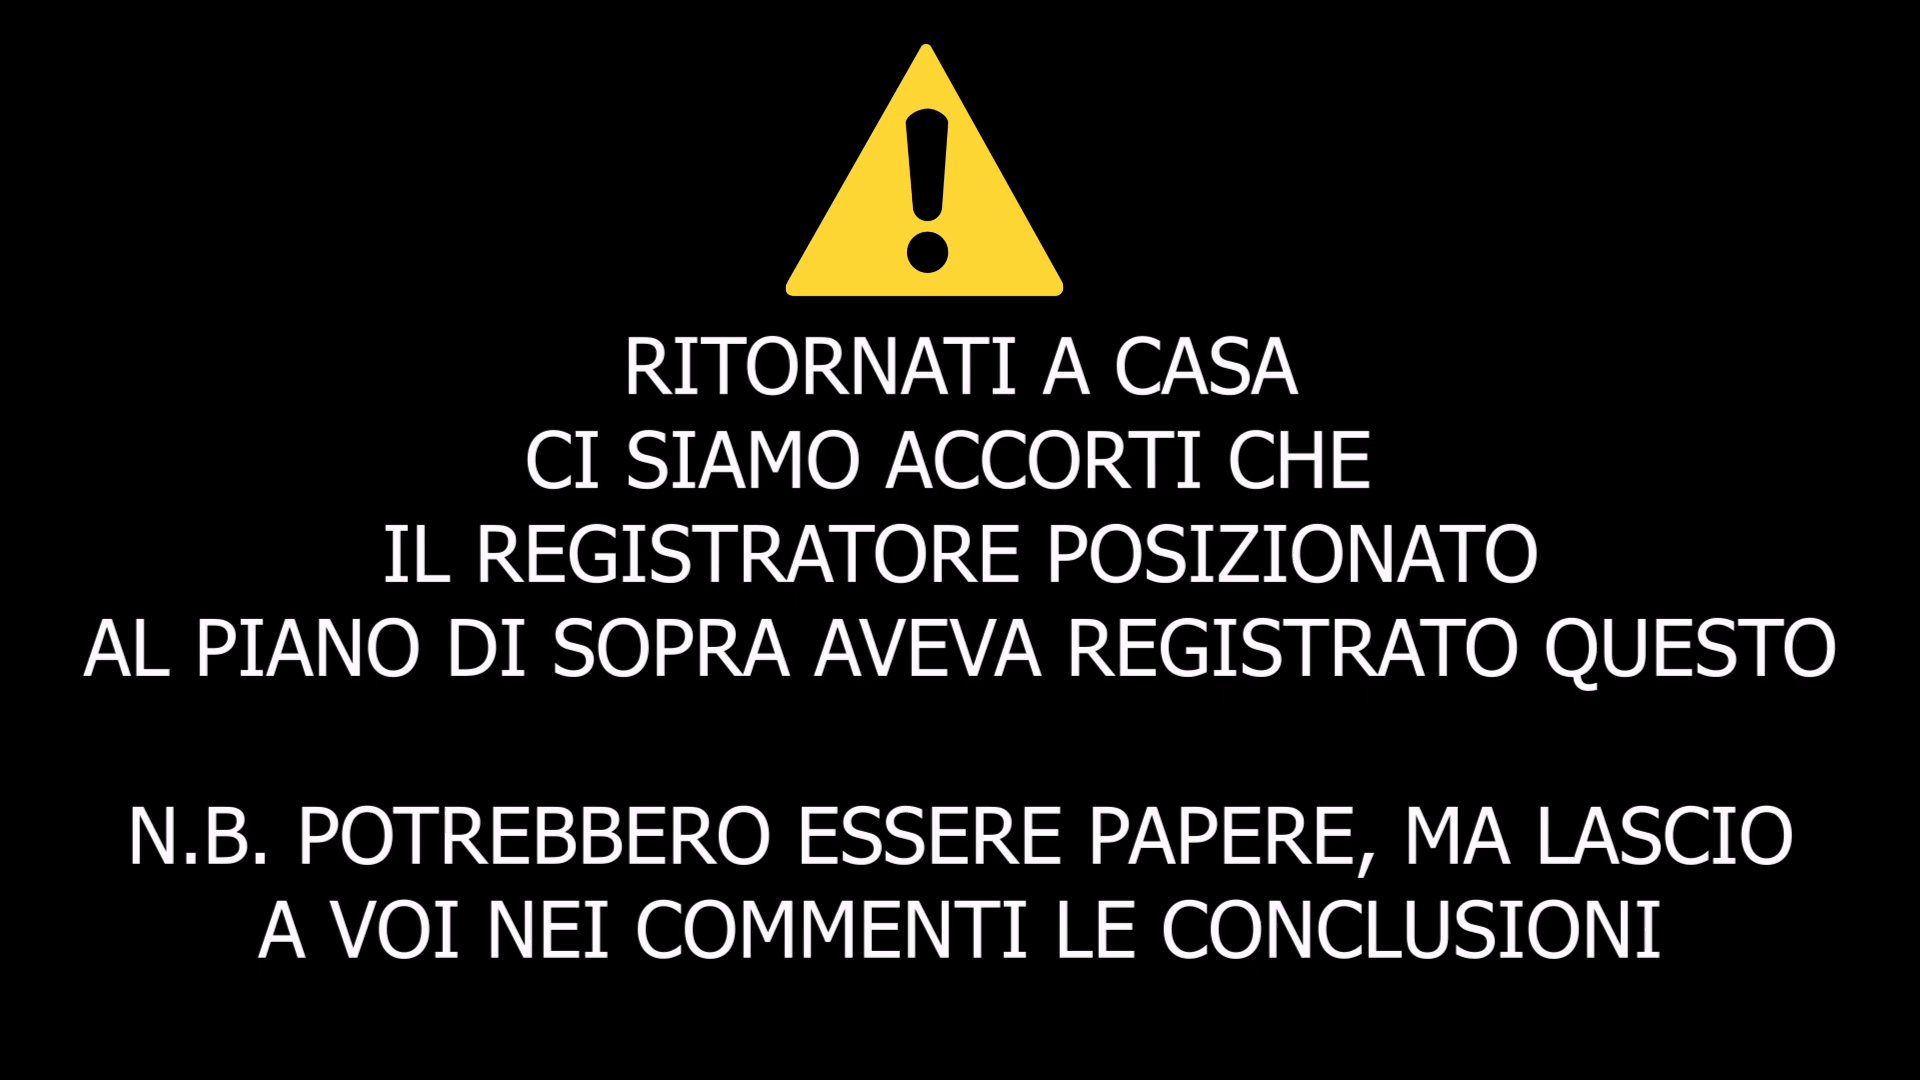 RITORNATI A CASA
CI SIAMO ACCORTI CHE
IL REGISTRATORE POSIZIONATO
AL PIANO DI SOPRA AVEVA REGISTRATO QUESTO
N.B. POTREBBERO ESSERE PAPERE, MA LASCIO
A VOI NEI COMMENTI LE CONCLUSIONI